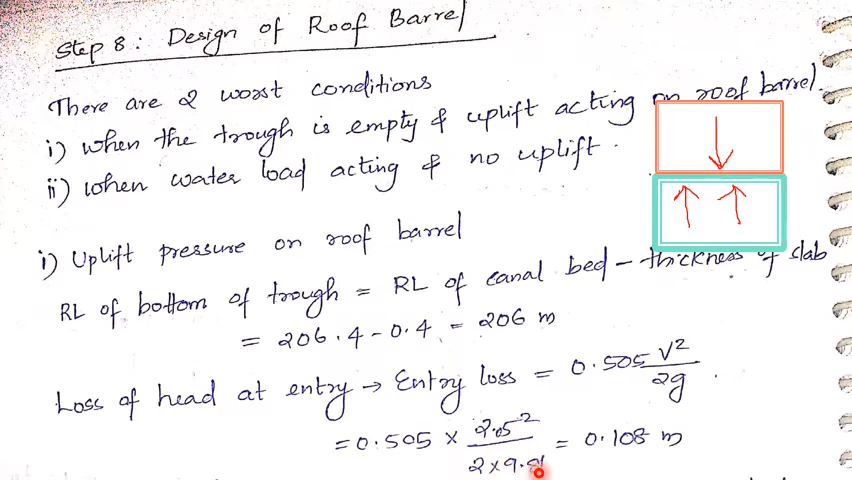 Step 8: Design of Roof Barrel
There are 2 worst conditions
i) when the trough is empty & uplift acting on roof barrel.
ii) when water load acting & no uplift.
i) Uplift pressure on roof barrel
RL of bottom of trough = RL of canal bed - thickness of slab
= 206.4 - 0.4 = 206 m
Loss of head at entry → Entry loss = 0.505 V²/2g.
= 0.505 × 2.05²/2×9.81 = 0.108 m